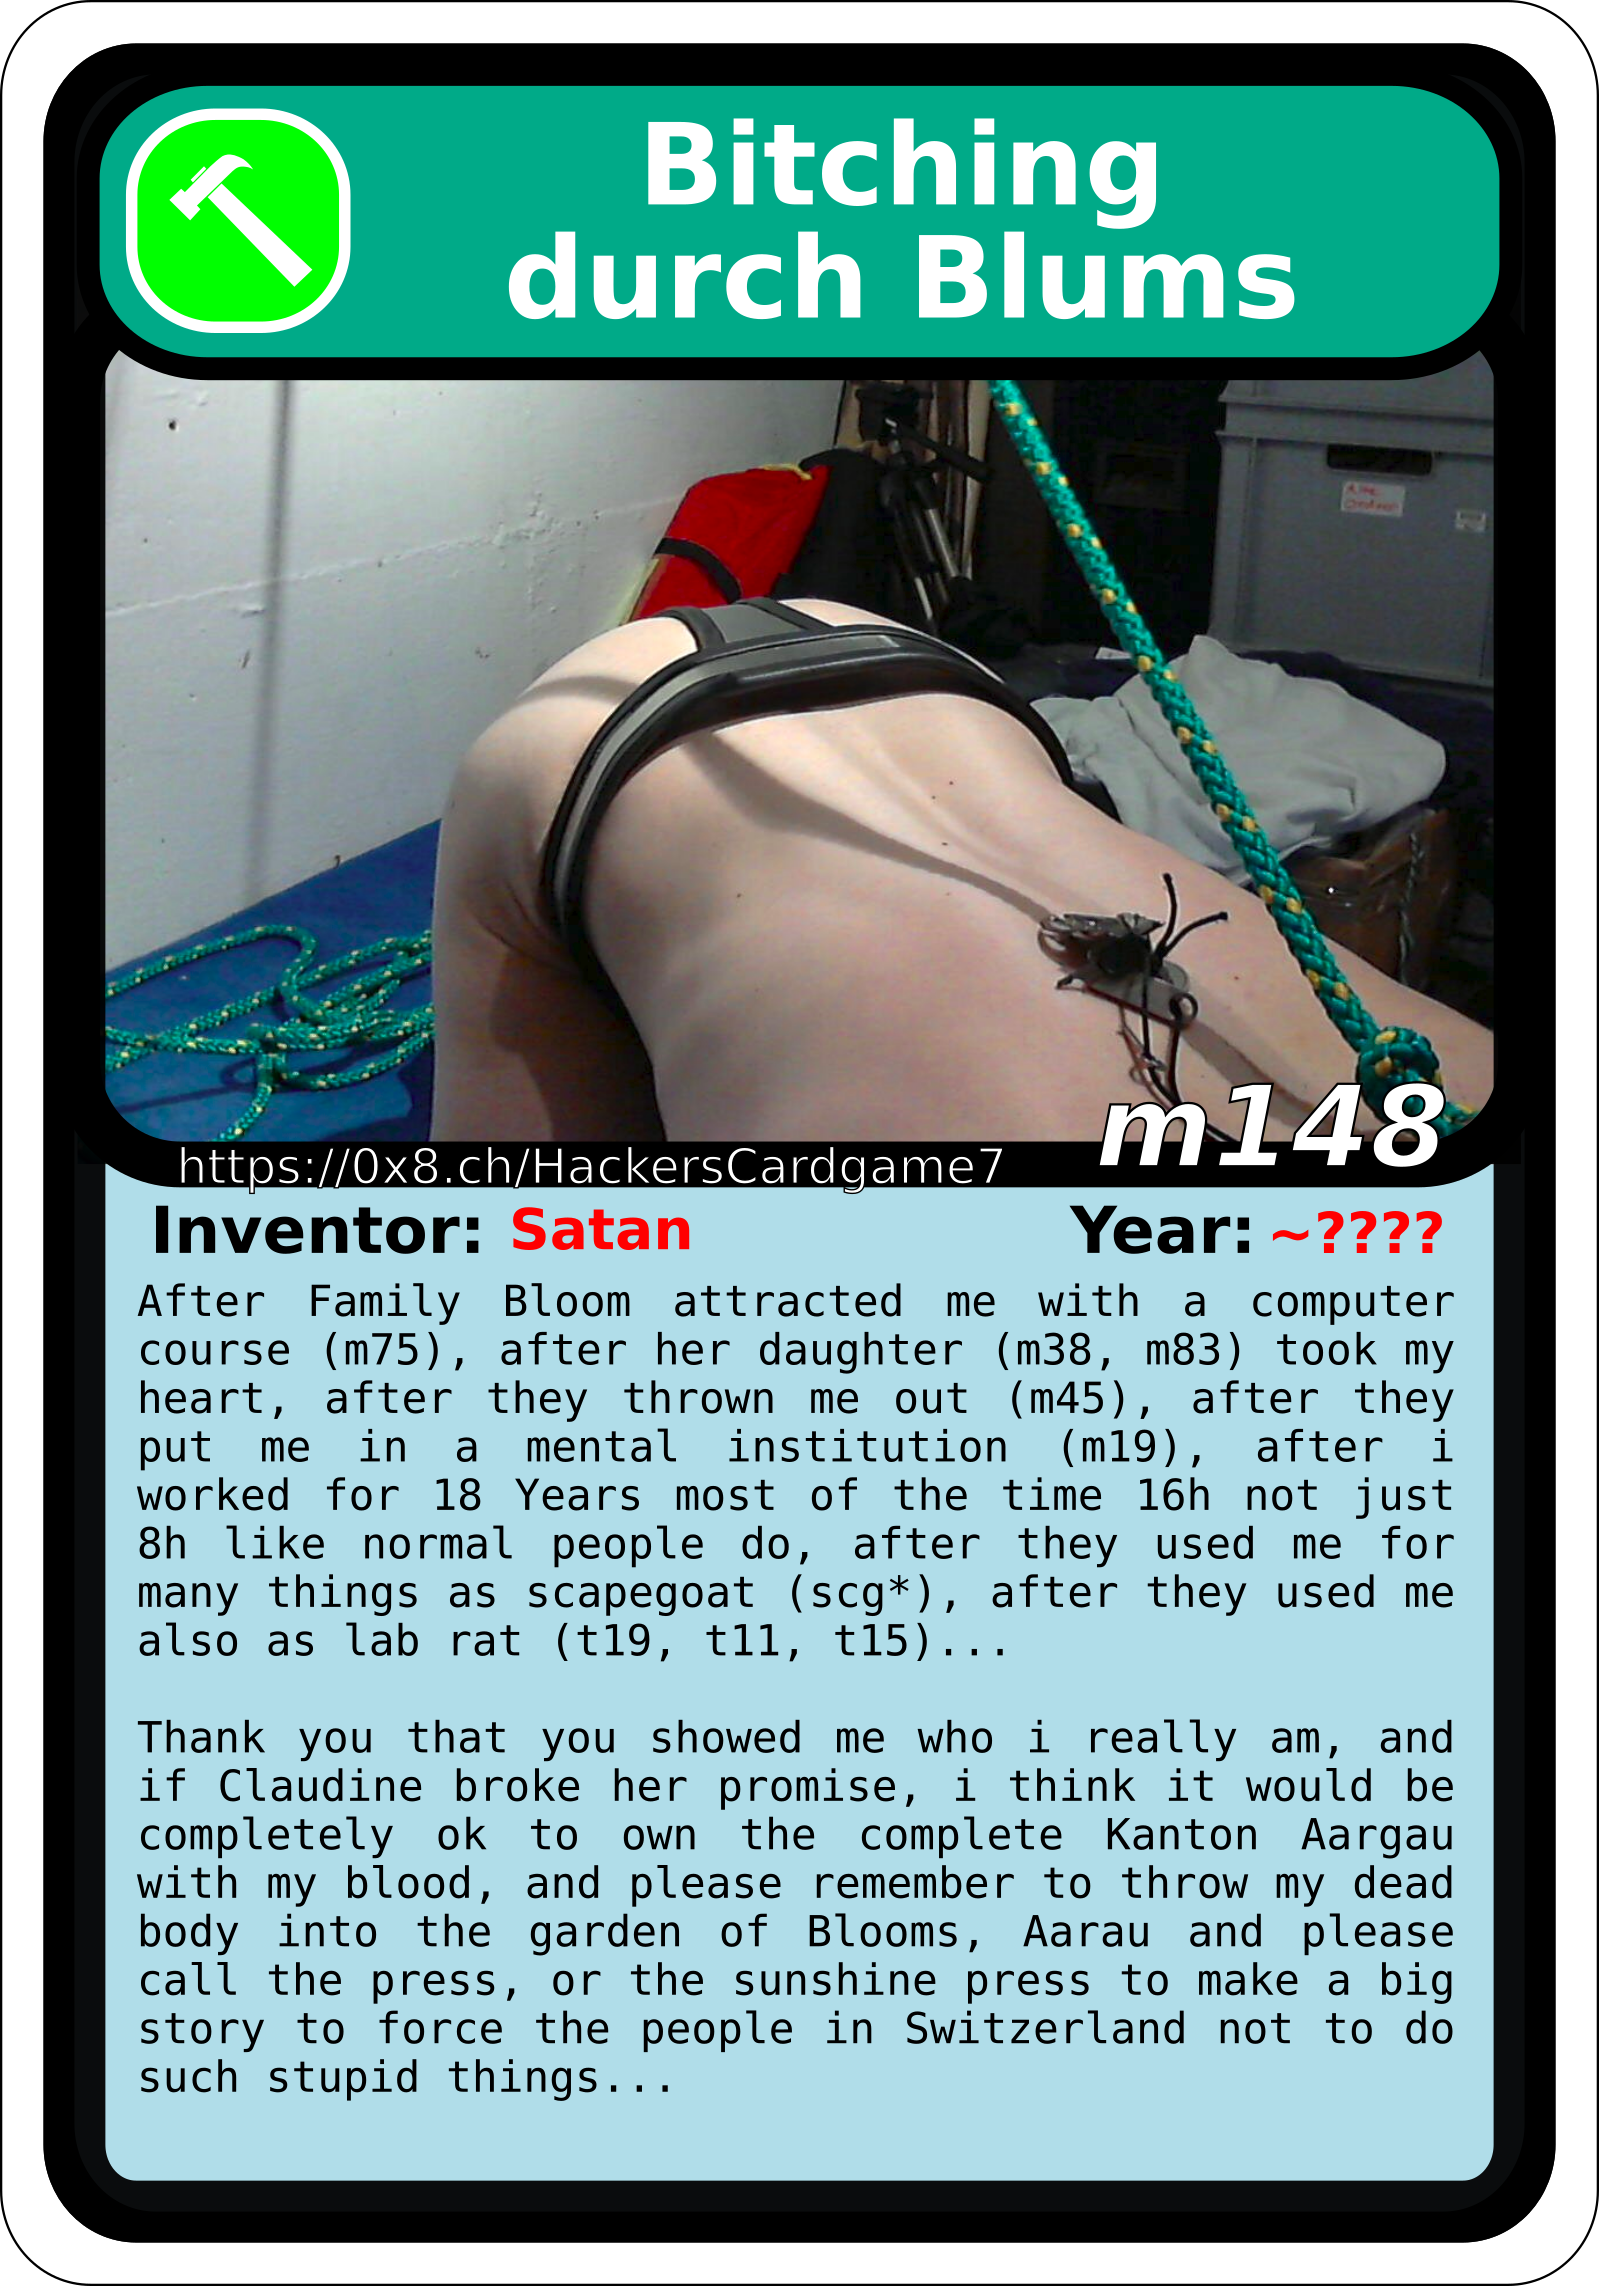 Bitching
durch Blums
m148
https://0x8.ch/HackersCardgame7
Inventor: Satan Year: ~????
After Family Bloom attracted me with a computer
course (m75), after her daughter (m38, m83) took my
heart, after they thrown me out (m45), after they
put me in a mental institution (m19), after i
worked for 18 Years most of the time 16h not just
8h like normal people do, after they used me for
many things as scapegoat (scg*), after they used me
also as lab rat (t19, t11, t15)...
Thank you that you showed me who i really am, and
if Claudine broke her promise, i think it would be
completely ok to own the complete Kanton Aargau
with my blood, and please remember to throw my dead
body into the garden of Blooms, Aarau and please
call the press, or the sunshine press to make a big
story to force the people in Switzerland not to do
such stupid things...